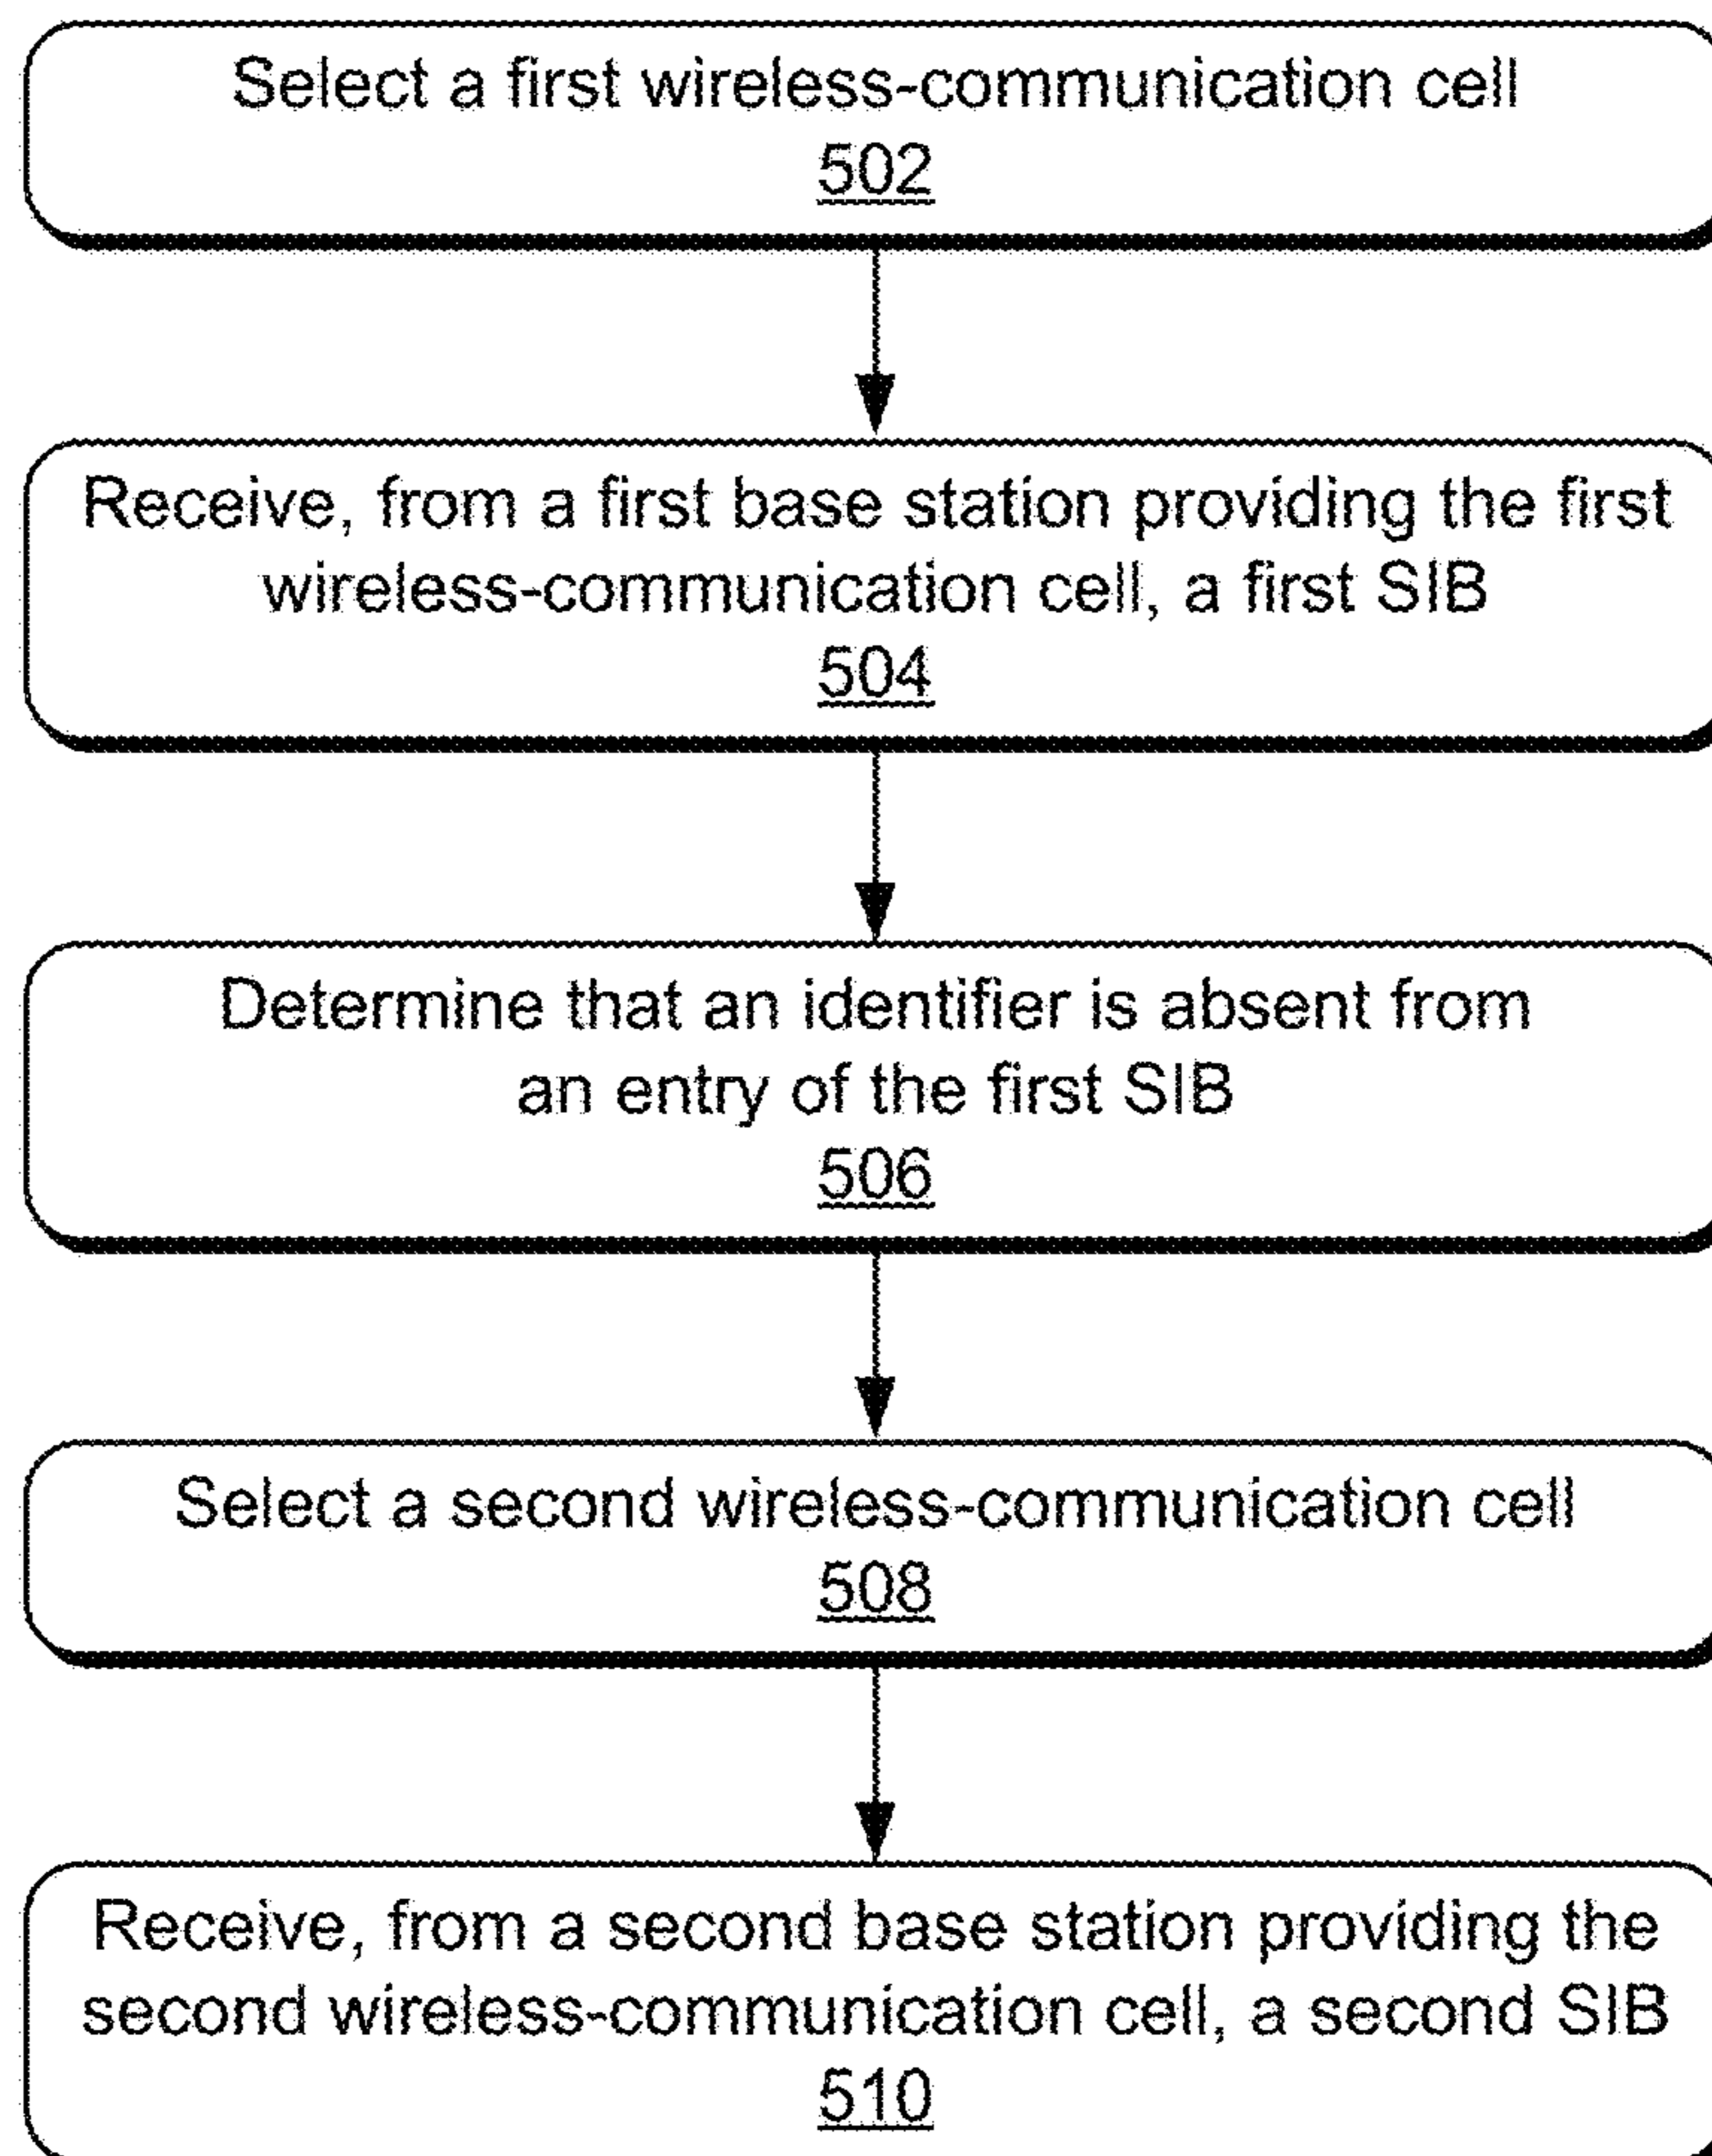 Select a first wireless-communication cell
502
Receive, from a first base station providing the first
wireless-communication cell, a first SIB
504
Determine that an identifier is absent from
an entry of the first SIB
506
Select a second wireless-communication cell
508
Receive, from a second base station providing the
second wireless-communication cell, a second SIB
510